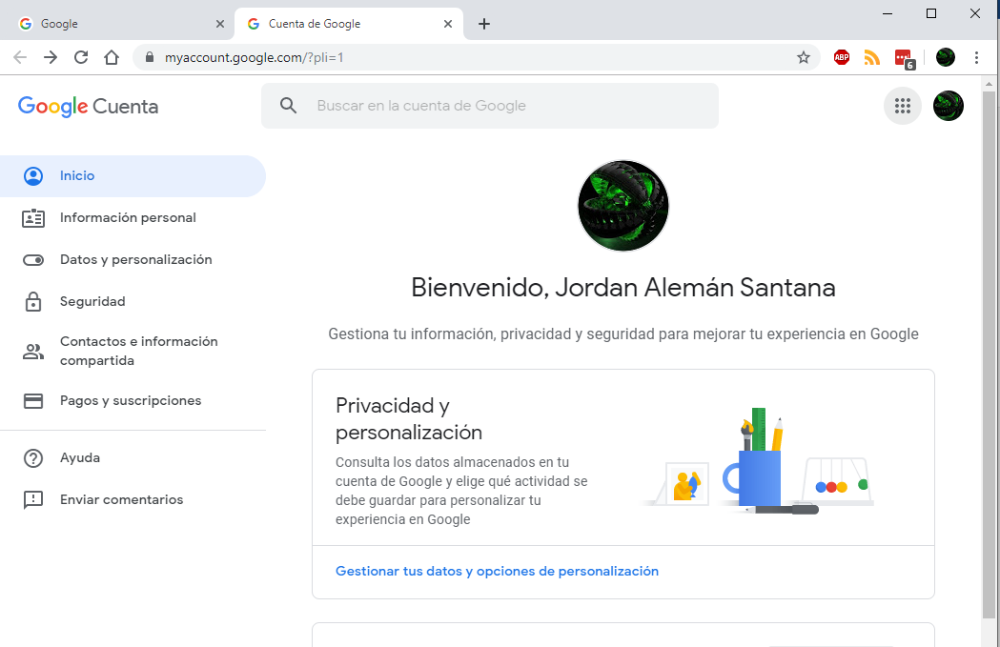 Google
Cuenta de Google
myaccount.google.com/?pli=1
ABP
6
Google Cuenta
Buscar en la cuenta de Google
Inicio
Información personal
Datos y personalización
Seguridad
Contactos e información
compartida
Pagos y suscripciones
Ayuda
Enviar comentarios
Bienvenido, Jordan Alemán Santana
Gestiona tu información, privacidad y seguridad para mejorar tu experiencia en Google
Privacidad y
personalización
Consulta los datos almacenados en tu
cuenta de Google y elige qué actividad se
debe guardar para personalizar tu
experiencia en Google
Gestionar tus datos y opciones de personalización